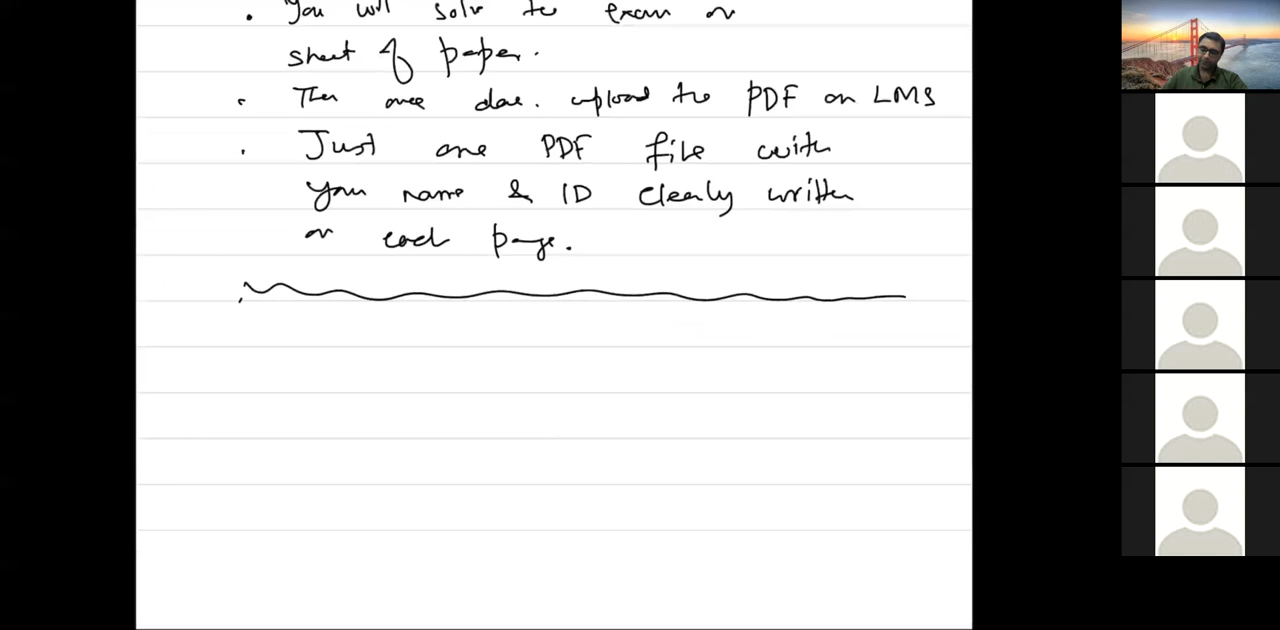 . You will solv the exam on
sheet of paper.
. Then once done. upload the PDF on LMS
. Just one PDF file with
your name & ID clearly written
on each page.